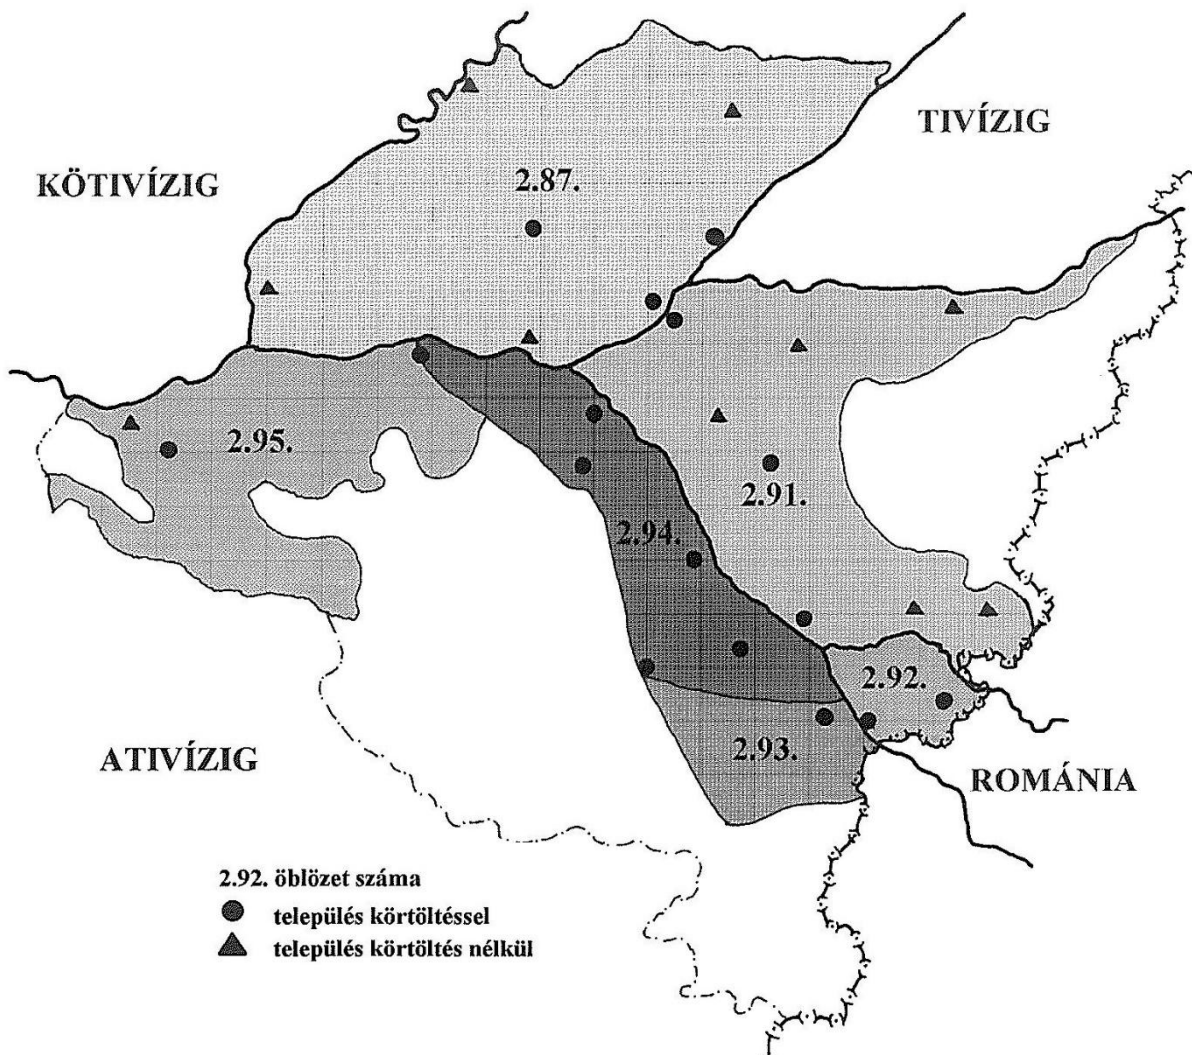 TIVÍZIG
KÖTIVÍZIG
2.87.
2.95.
2.91.
2.94.
2.92.
2.93.
ATIVÍZIG
ROMÁNIA
2.92. öblözet száma
település körtöltéssel
település körtöltés nélkül